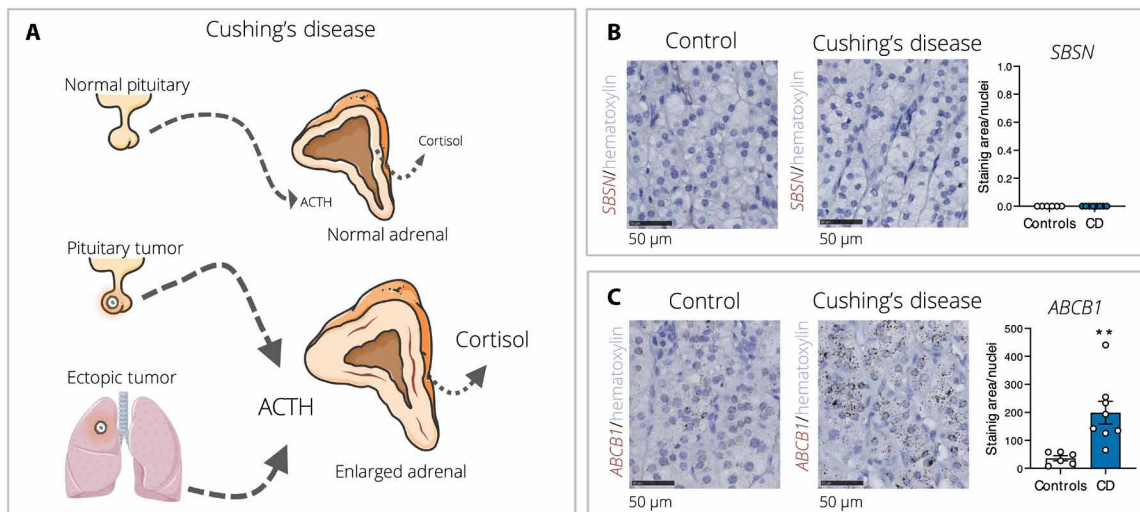 A
Cushing's disease
Normal pituitary
Cortisol
ACTH
Normal adrenal
Pituitary tumor
Cortisol
Ectopic tumor
ACTH
Enlarged adrenal
B
Control
Cushing's disease
SBSN
SBSN/hematoxylin
50 µm
SBSN/hematoxylin
50 µm
Stainig area/nuclei
1.0
0.8
0.6
0.4
0.2
0.0
Controls
CD
C
Control
Cushing's disease
ABCB1
ABCB1/hematoxylin
50 µm
ABCB1/hematoxylin
50 µm
Stainig area/nuclei
500
400
300
200
100
0
**
Controls
CD